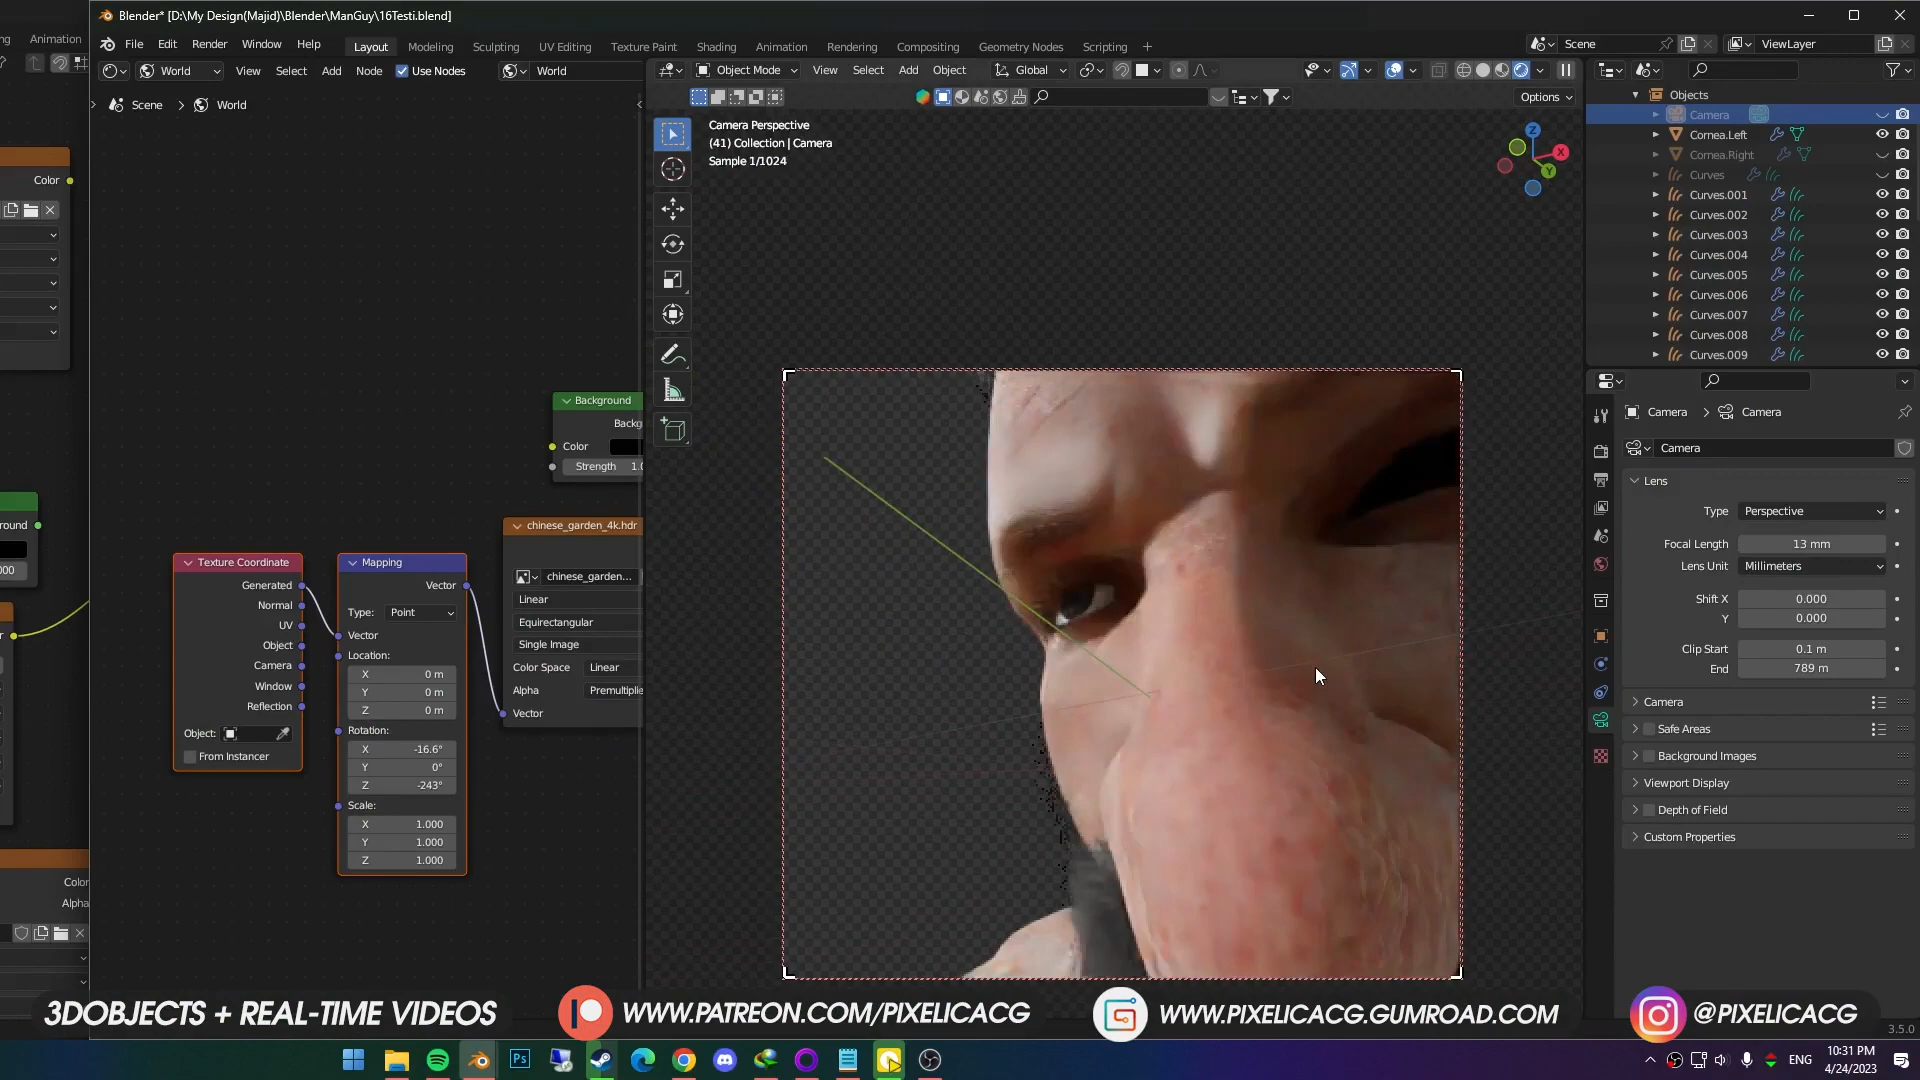 Blender* [D:\My Design(Majid)\Blender\ManGuy\16Testi.blend]
Animation
File Edit Render Window Help
Layout Modeling Sculpting UV Editing Texture Paint Shading Animation Rendering Compositing Geometry Nodes Scripting +
Scene
ViewLayer
World View Select Add Node Use Nodes World
Object Mode View Select Add Object Global
Options
Scene > World
Camera Perspective
(41) Collection | Camera
Sample 1/1024
Z
X
Y
Objects
Camera
Cornea.Left
Cornea.Right
Curves
Curves.001
Curves.002
Curves.003
Curves.004
Curves.005
Curves.006
Curves.007
Curves.008
Curves.009
Color
Background
Backg
Color
Strength 1.0
round
000
r
Color
Alpha
Texture Coordinate
Generated
Normal
UV
Object
Camera
Window
Reflection
Object:
From Instancer
Mapping
Vector
Type: Point
Vector
Location:
X 0 m
Y 0 m
Z 0 m
Rotation:
X -16.6°
Y 0°
Z -243°
Scale:
X 1.000
Y 1.000
Z 1.000
chinese_garden_4k.hdr
chinese_garden...
Linear
Equirectangular
Single Image
Color Space Linear
Alpha Premultiplie
Vector
Camera > Camera
Camera
Lens
Type Perspective
Focal Length 13 mm
Lens Unit Millimeters
Shift X 0.000
Y 0.000
Clip Start 0.1 m
End 789 m
Camera
Safe Areas
Background Images
Viewport Display
Depth of Field
Custom Properties
3DOBJECTS + REAL-TIME VIDEOS
WWW.PATREON.COM/PIXELICACG
WWW.PIXELICACG.GUMROAD.COM
@PIXELICACG
3.5.0
Ps
ENG
10:31 PM
4/24/2023